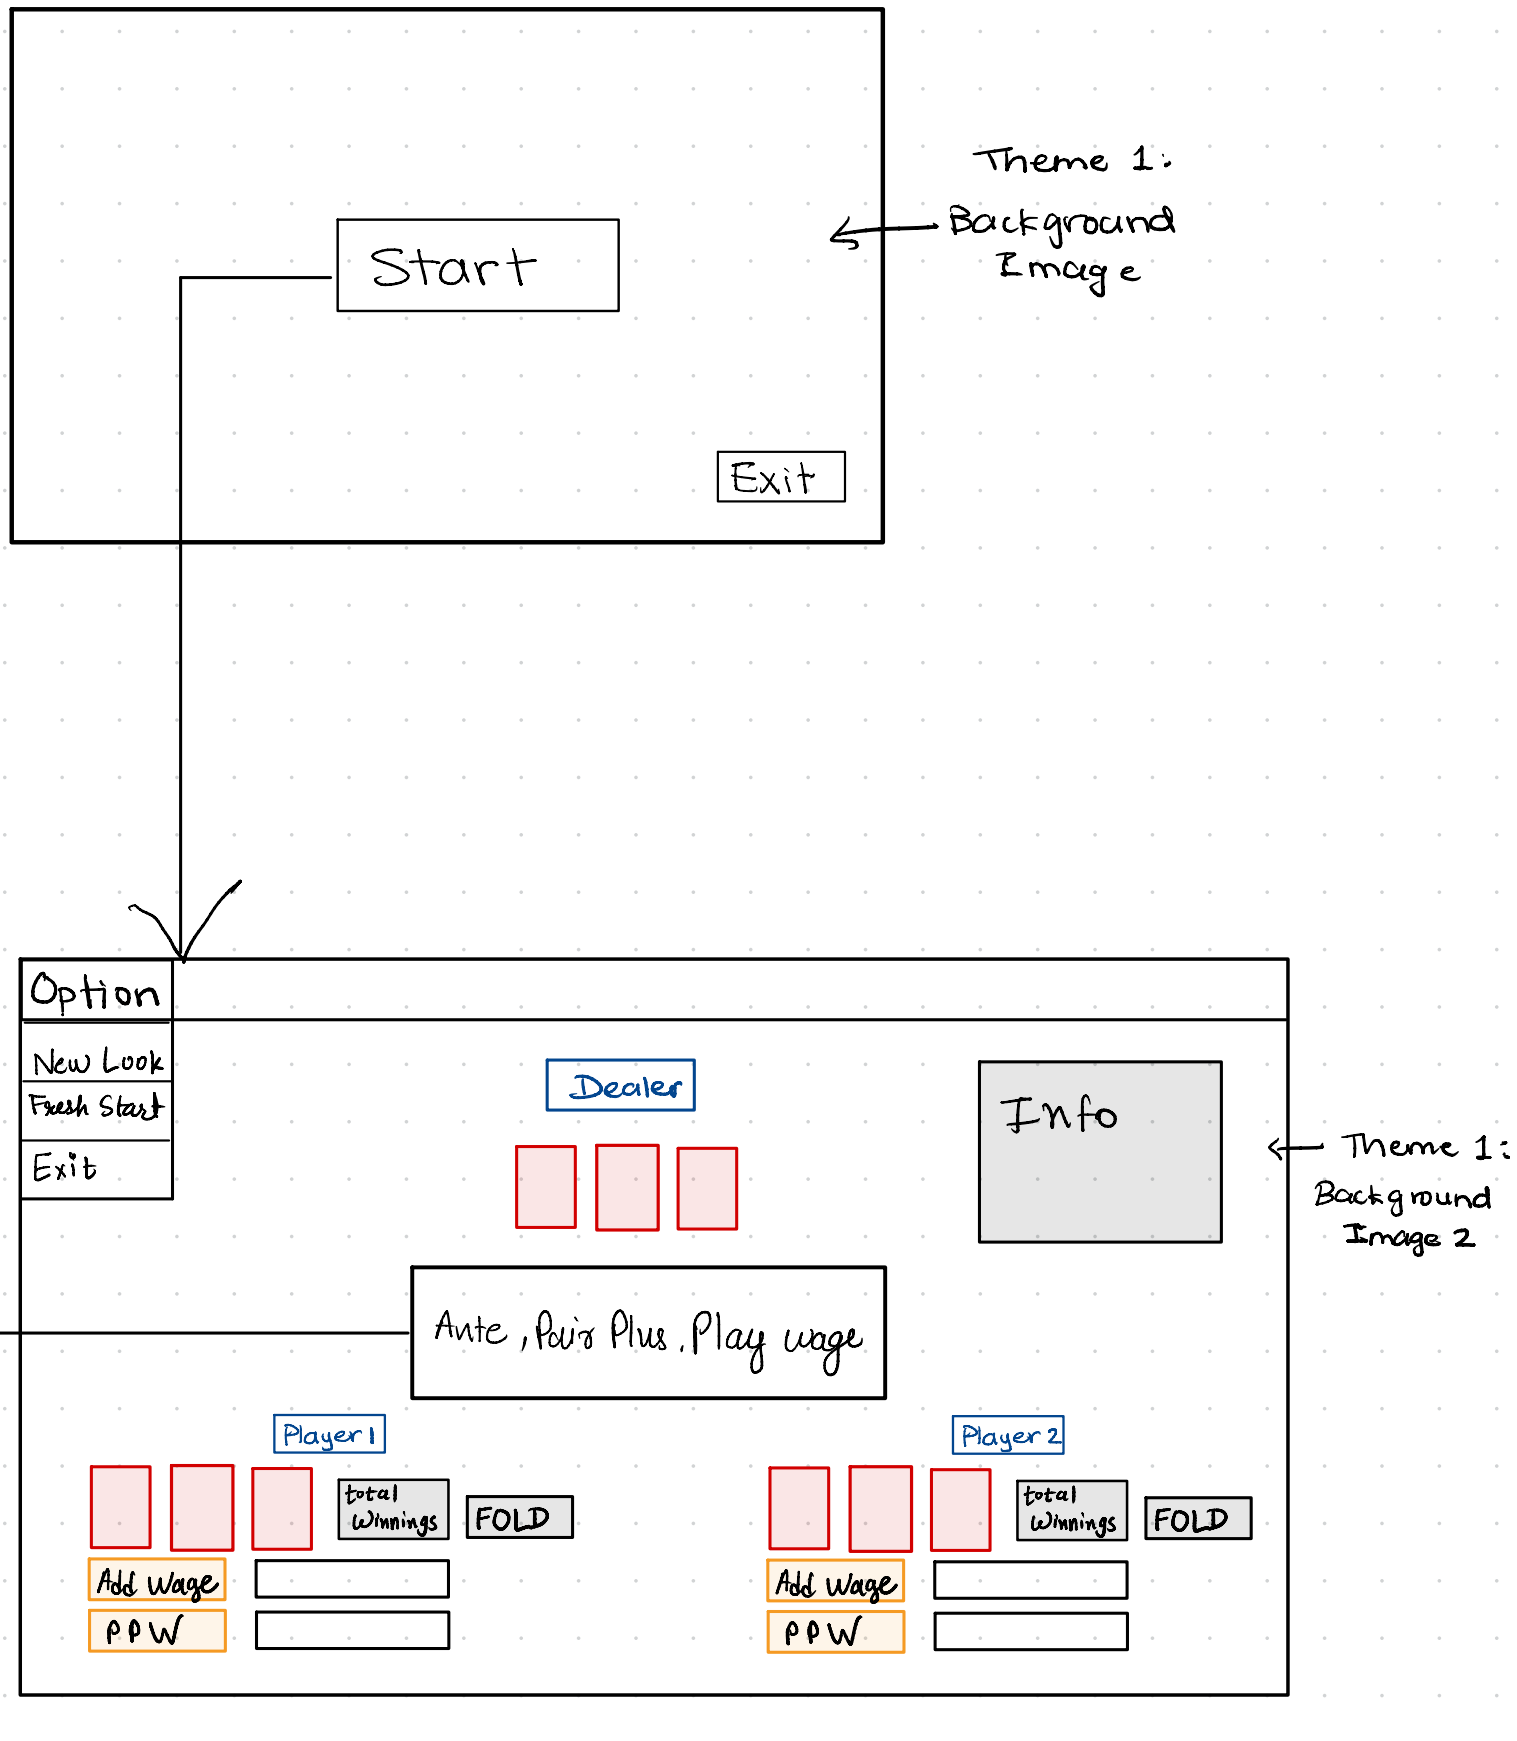 Theme 1:
Background
Image
Start
Exit
Option
New Look
Fresh Start
Exit
Dealer
Info
Theme 1:
Background
Image 2
Ante, Pair Plus, Play wage
Player 1
total
Winnings
FOLD
Add Wage
PPW
Player 2
total
Winnings
FOLD
Add Wage
PPW